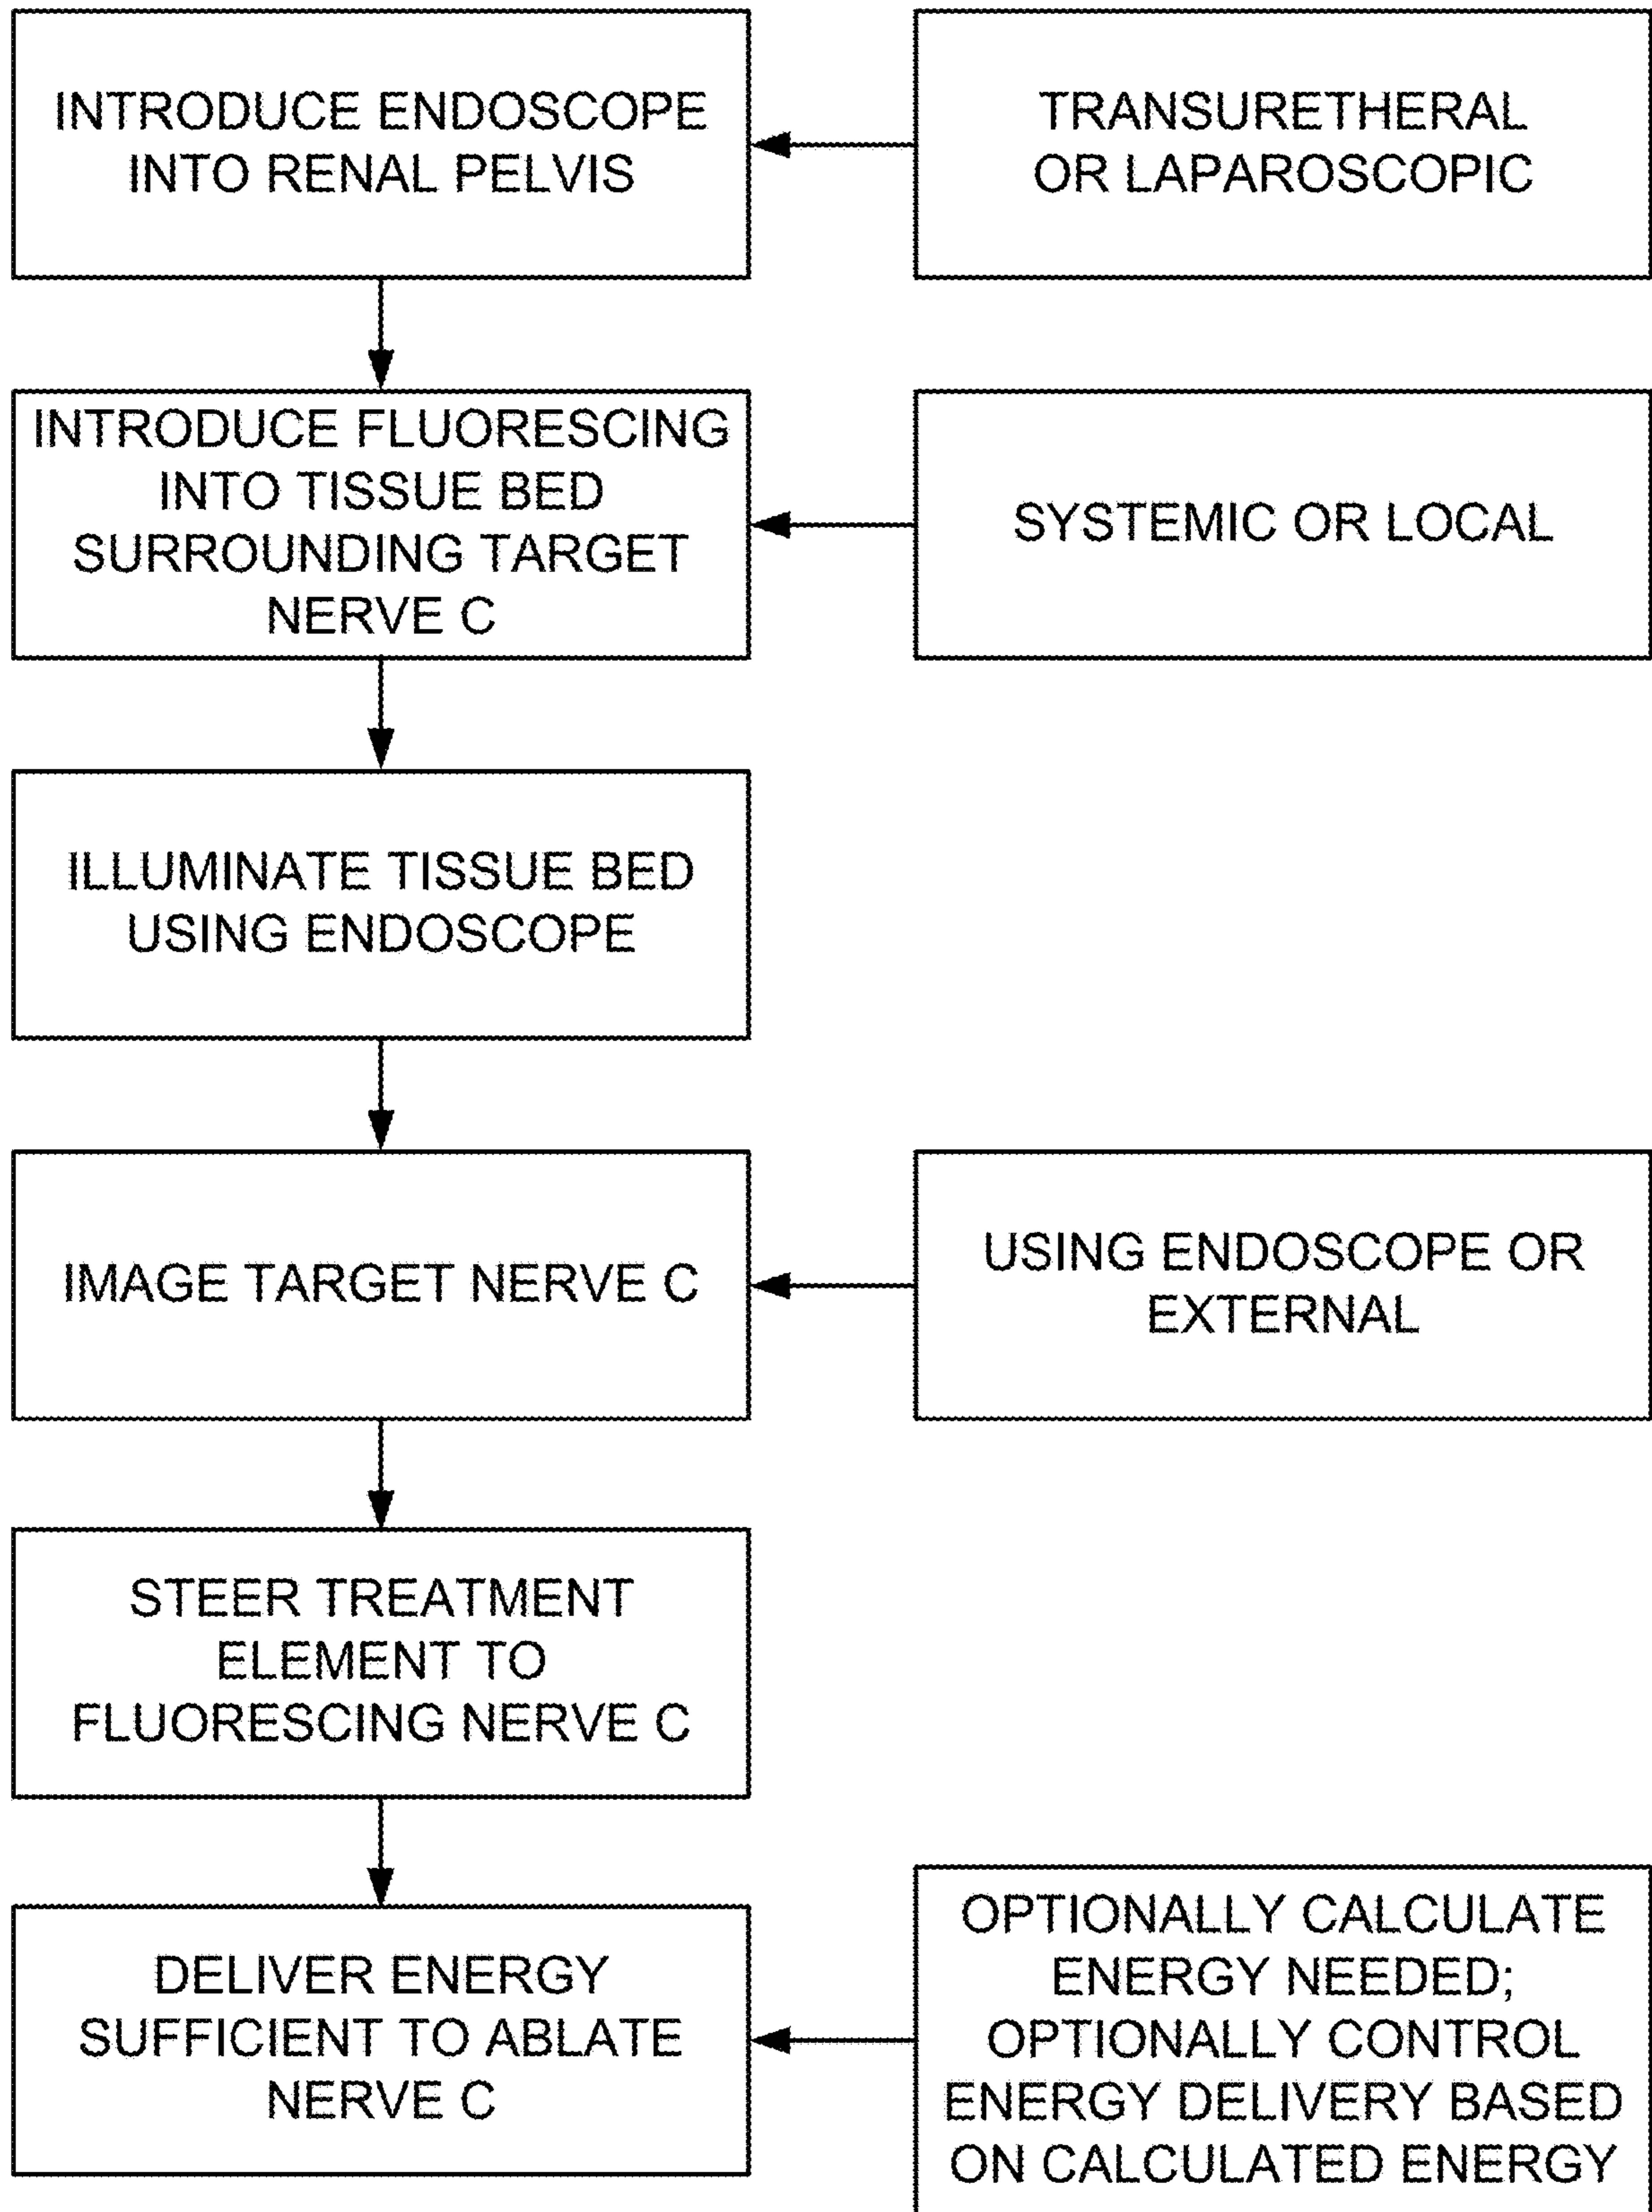 INTRODUCE ENDOSCOPE
INTO RENAL PELVIS
TRANSURETHERAL
OR LAPAROSCOPIC
INTRODUCE FLUORESCING
INTO TISSUE BED
SURROUNDING TARGET
NERVE C
SYSTEMIC OR LOCAL
ILLUMINATE TISSUE BED
USING ENDOSCOPE
IMAGE TARGET NERVE C
USING ENDOSCOPE OR
EXTERNAL
STEER TREATMENT
ELEMENT TO
FLUORESCING NERVE C
DELIVER ENERGY
SUFFICIENT TO ABLATE
NERVE C
OPTIONALLY CALCULATE
ENERGY NEEDED;
OPTIONALLY CONTROL
ENERGY DELIVERY BASED
ON CALCULATED ENERGY